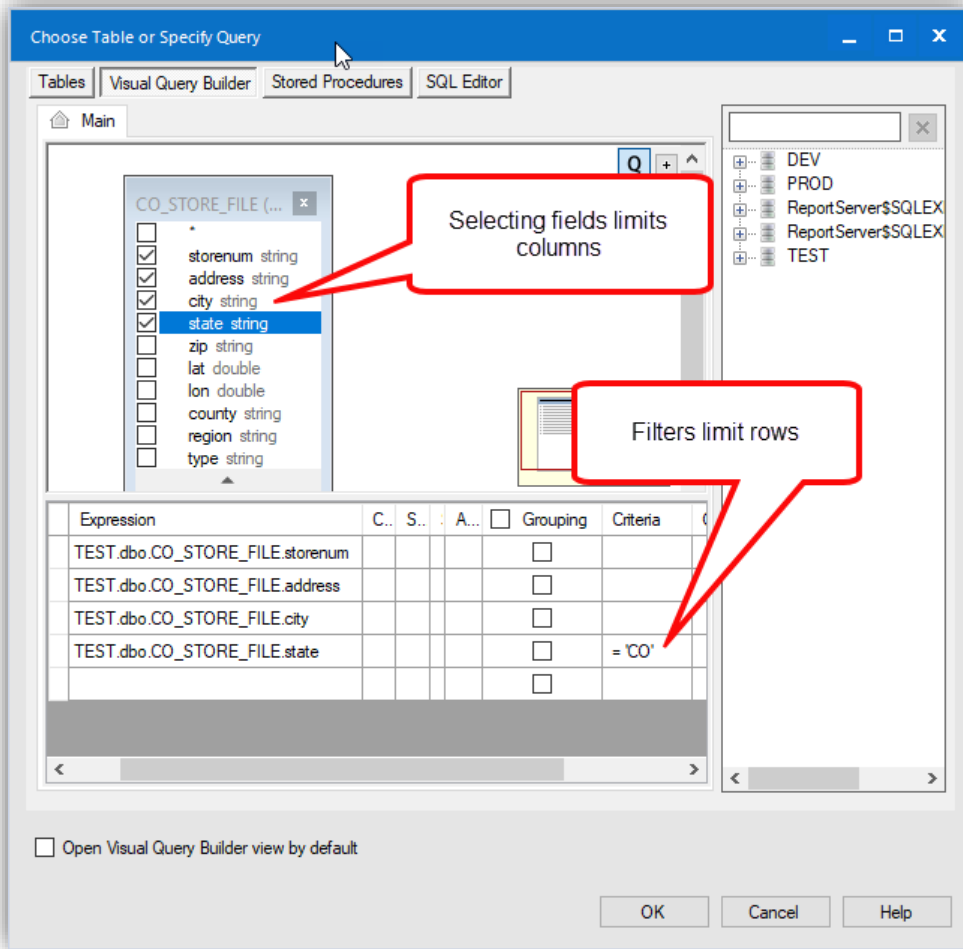 Choose Table or Specify Query
Tables
Visual Query Builder
Stored Procedures
SQL Editor
Main
Q
+
CO_STORE_FILE (...
x
*
storenum string
address string
city string
state string
zip string
lat double
lon double
county string
region string
type string
Selecting fields limits
columns
Filters limit rows
DEV
PROD
ReportServer$SQLEX
ReportServer$SQLEX
TEST
Expression C.. S.. : A... Grouping Criteria
TEST.dbo.CO_STORE_FILE.storenum
TEST.dbo.CO_STORE_FILE.address
TEST.dbo.CO_STORE_FILE.city
TEST.dbo.CO_STORE_FILE.state = 'CO'
Open Visual Query Builder view by default
OK
Cancel
Help